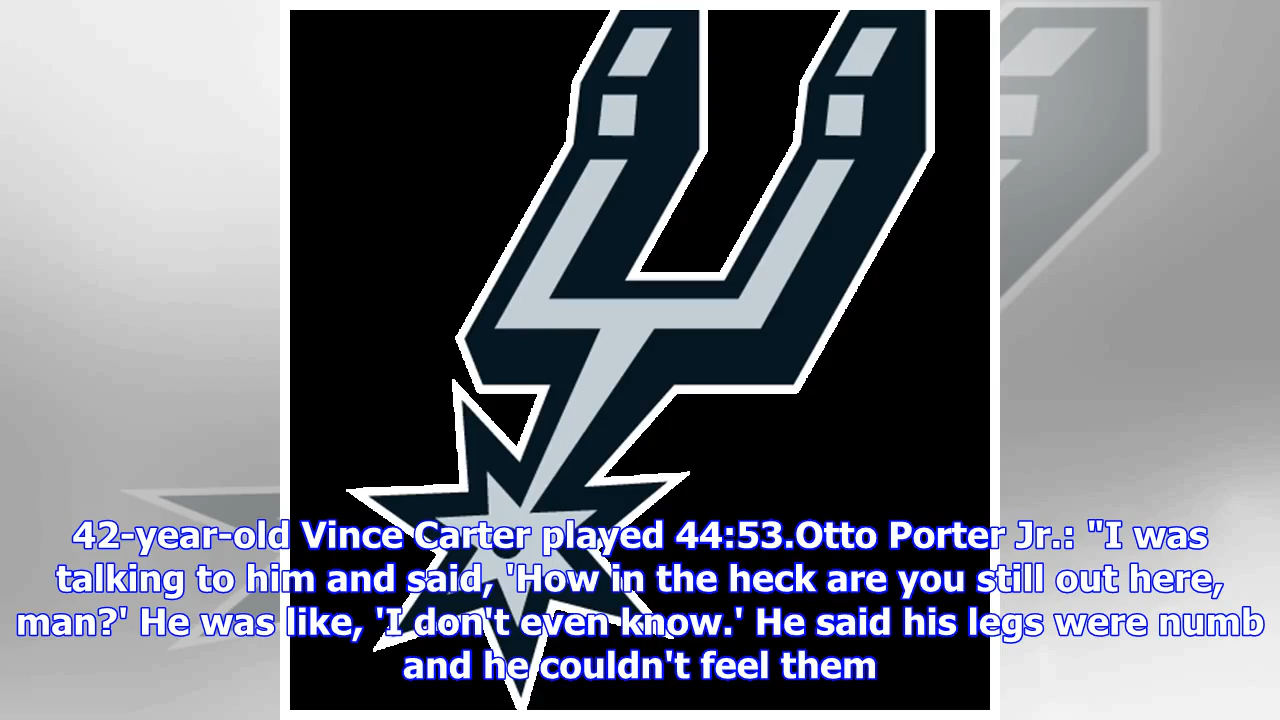 42-year-old Vince Carter played 44:53.Otto Porter Jr.: "I was
talking to him and said, 'How in the heck are you still out here,
man?' He was like, 'I don't even know.' He said his legs were numb
and he couldn't feel them